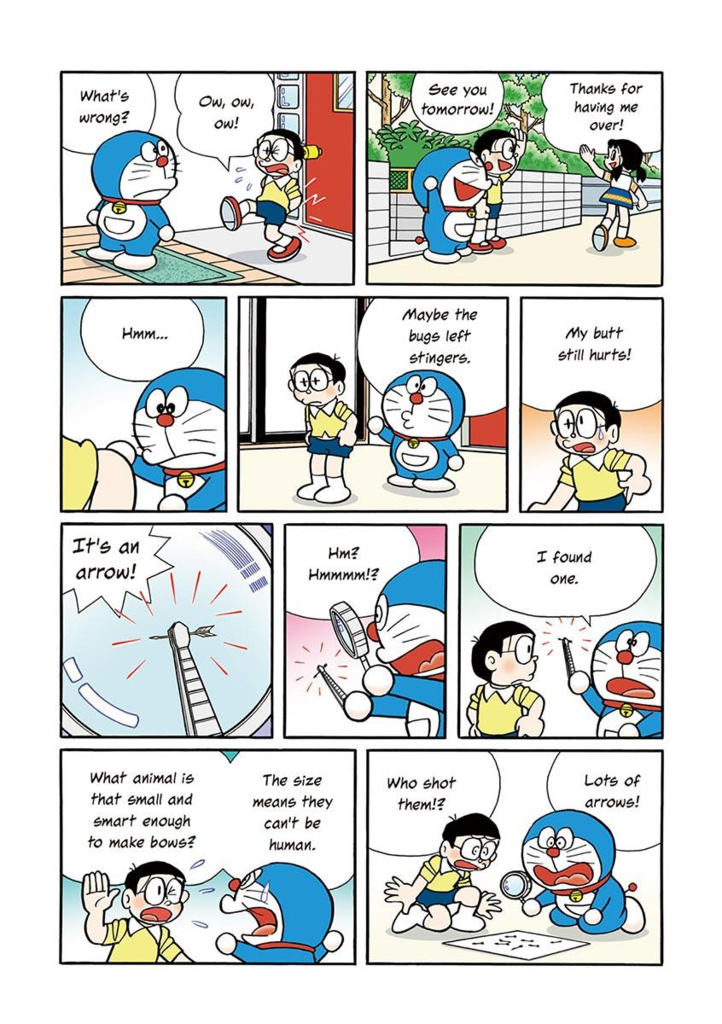 Thanks for
having me
over!
See you
tomorrow!
Ow, ow,
ow!
What's
wrong?
My butt
still hurts!
Maybe the
bugs left
stingers.
Hmm...
I found
one.
Hm?
Hmmmm!?
It's an
arrow!
Lots of
arrows!
Who shot
them!?
The size
means they
can't be
human.
What animal is
that small and
smart enough
to make bows?